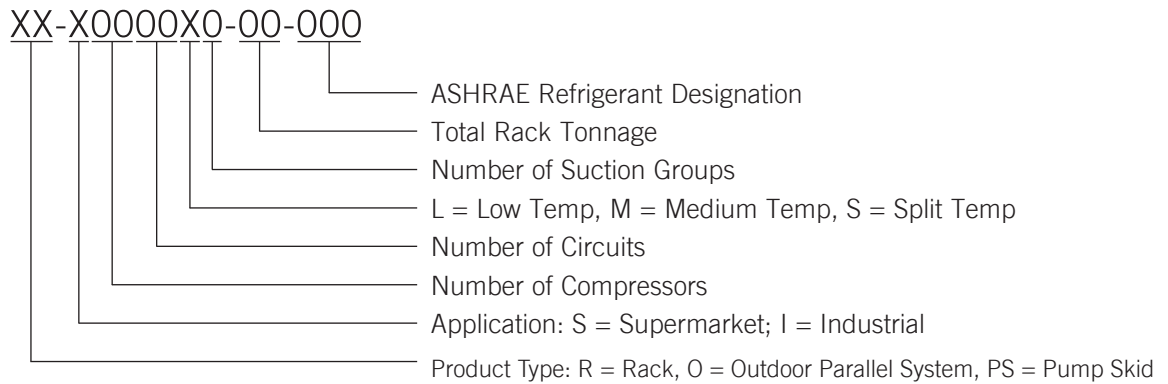 XX-X0000X0-00-000
ASHRAE Refrigerant Designation
Total Rack Tonnage
Number of Suction Groups
L = Low Temp, M = Medium Temp, S = Split Temp
Number of Circuits
Number of Compressors
Application: S = Supermarket; I = Industrial
Product Type: R = Rack, O = Outdoor Parallel System, PS = Pump Skid